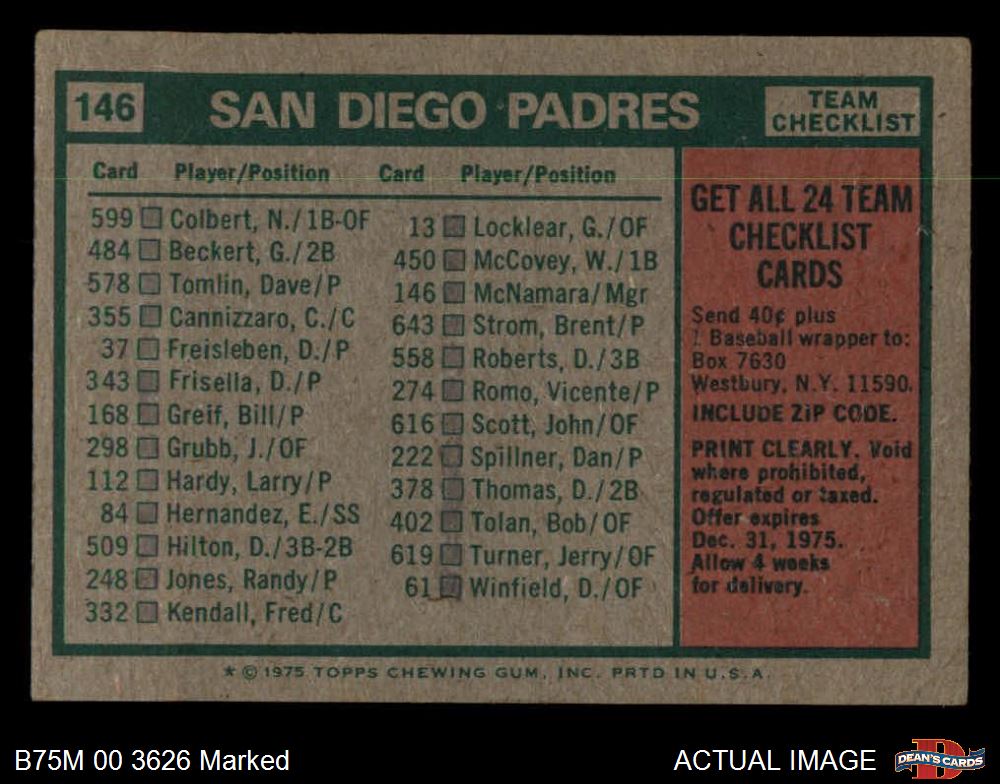 146
SAN DIEGO PADRES
TEAM
CHECKLIST
Card Player/Position Card Player/Position
599 Colbert, N./1B-OF
484 Beckert, G./2B
578 Tomlin, Dave/P
355 Cannizzaro, C./C
37 Freisleben, D./P
343 Frisella, D./P
168 Greif, Bill/P
298 Grubb, J./OF
112 Hardy, Larry/P
84 Hernandez, E./SS
509 Hilton, D./3B-2B
248 Jones, Randy/P
332 Kendall, Fred/C
13 Locklear, G./OF
450 McCovey, W./1B
146 McNamara/Mgr
643 Strom, Brent/P
558 Roberts, D./3B
274 Romo, Vicente/P
616 Scott, John/OF
222 Spillner, Dan/P
378 Thomas, D./2B
402 Tolan, Bob/OF
619 Turner, Jerry/OF
61 Winfield, D./OF
GET ALL 24 TEAM
CHECKLIST
CARDS
Send 40¢ plus
1 Baseball wrapper to:
Box 7630
Westbury, N.Y. 11590.
INCLUDE ZIP CODE.
PRINT CLEARLY. Void
where prohibited,
regulated or taxed.
Offer expires
Dec. 31, 1975.
Allow 4 weeks
for delivery.
* © 1975 TOPPS CHEWING GUM, INC. PRTD IN U.S.A.
B75M 00 3626 Marked
ACTUAL IMAGE
DEAN'S CARDS